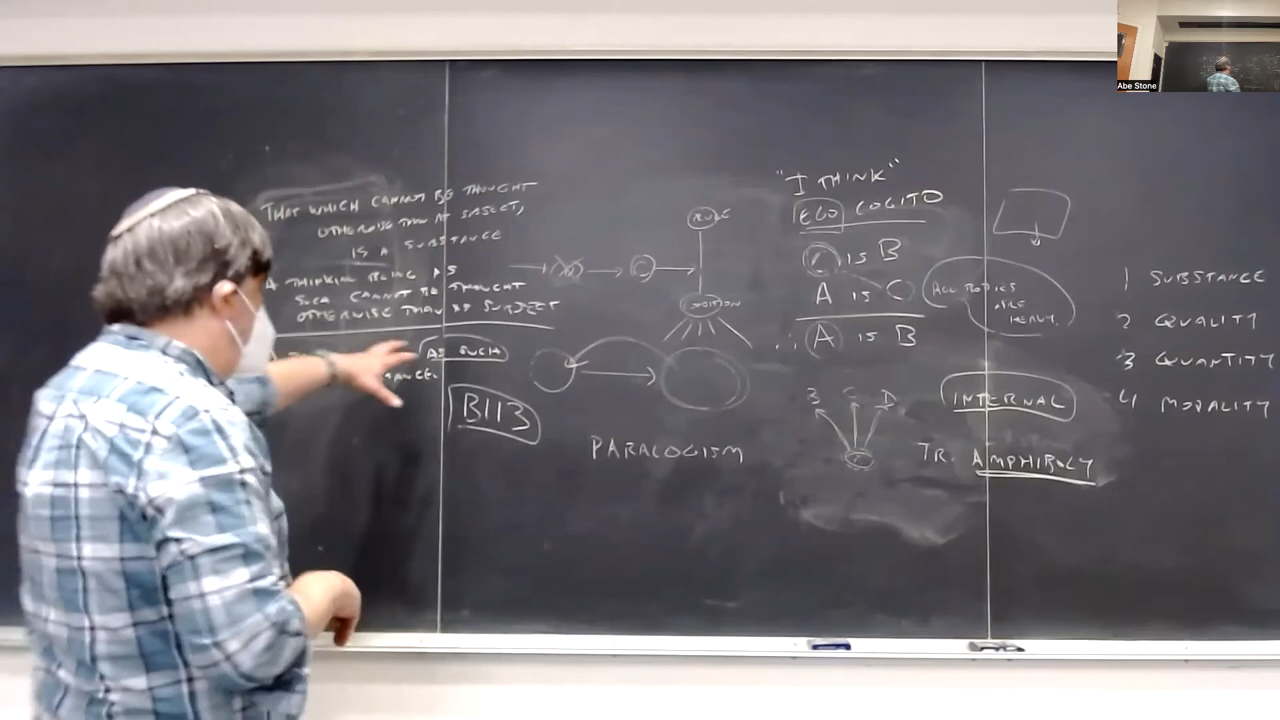 THAT WHICH CANNOT BE THOUGHT
OTHERWISE THAN AS SUBJECT,
IS A SUBSTANCE
A THINKING BEING AS
SUCH CANNOT BE THOUGHT
OTHERWISE THAN AS SUBJECT
AS SUCH
B113
RULE
C
PARALOGISM
"I THINK"
EGO COGITO
C IS B
A IS C
∴ A IS B
B C D
ALL BODIES
ARE
HEAVY.
INTERNAL
TR. AMPHIBOLY
1 SUBSTANCE
2 QUALITY
3 QUANTITY
4 MODALITY
Abe Stone